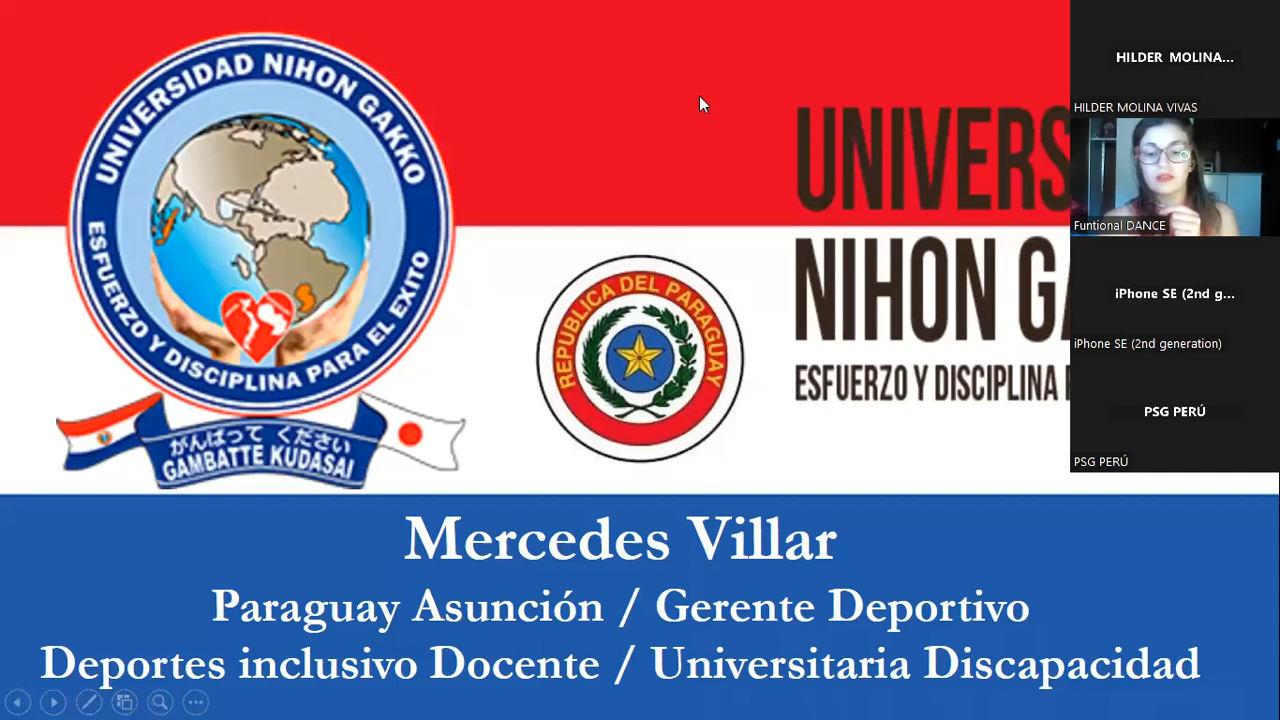 UNIVERSIDAD NIHON GAKKO
ESFUERZO Y DISCIPLINA PARA EL EXITO
がんばって ください
GAMBATTE KUDASAI
REPUBLICA DEL PARAGUAY
UNIVERS
NIHON GA
ESFUERZO Y DISCIPLINA
Mercedes Villar
Paraguay Asunción / Gerente Deportivo
Deportes inclusivo Docente / Universitaria Discapacidad
HILDER MOLINA...
HILDER MOLINA VIVAS
Funtional DANCE
iPhone SE (2nd g...
iPhone SE (2nd generation)
PSG PERÚ
PSG PERÚ